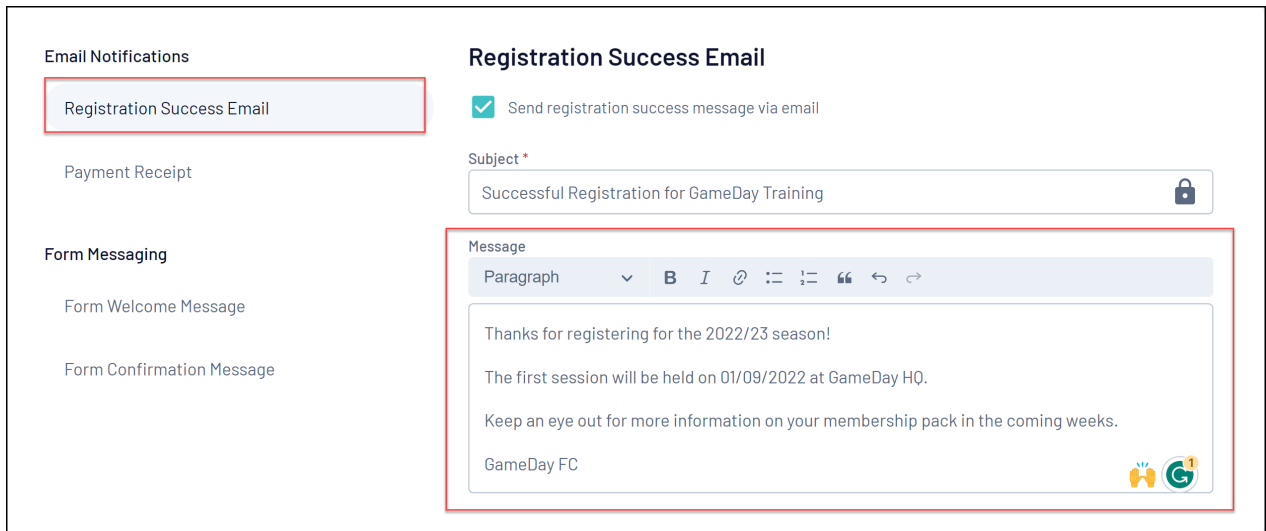 Email Notifications
Registration Success Email
Payment Receipt
Form Messaging
Form Welcome Message
Form Confirmation Message
Registration Success Email
Send registration success message via email
Subject *
Successful Registration for GameDay Training
Message
Paragraph B I
Thanks for registering for the 2022/23 season!
The first session will be held on 01/09/2022 at GameDay HQ.
Keep an eye out for more information on your membership pack in the coming weeks.
GameDay FC
G 1